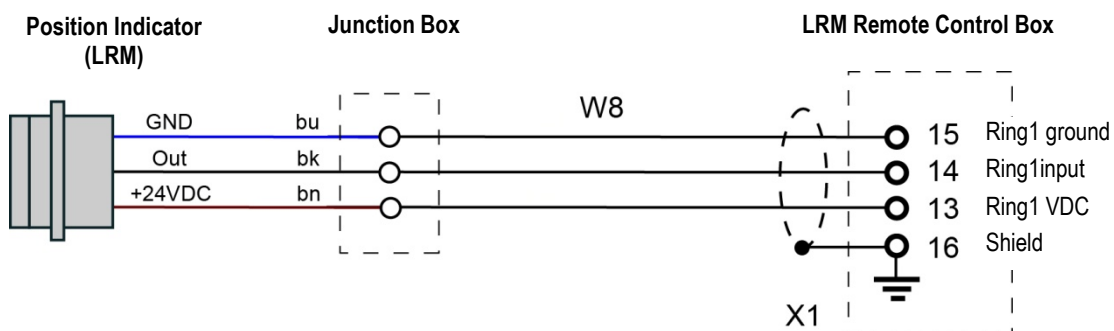 Position Indicator
(LRM)
Junction Box
LRM Remote Control Box
GND
bu
W8
15
Ring1 ground
Out
bk
14
Ring1input
+24VDC
bn
13
Ring1 VDC
16
Shield
X1